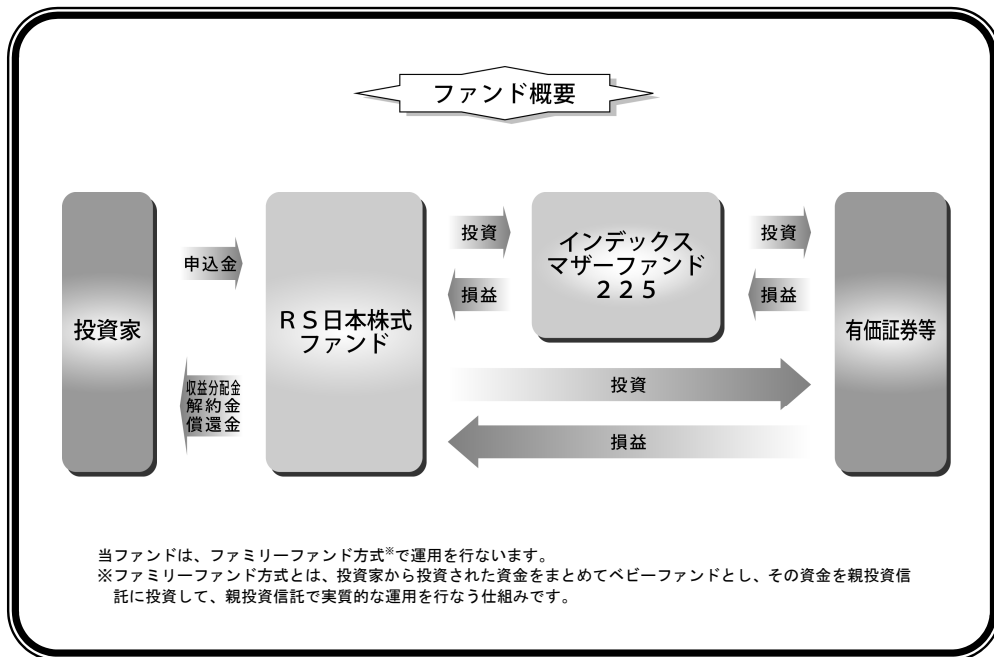 ファンド概要
投資家
申込金
収益分配金
解約金
償還金
ＲＳ日本株式
ファンド
投資
損益
インデックス
マザーファンド
２２５
投資
損益
投資
損益
有価証券等
当ファンドは、ファミリーファンド方式※で運用を行ないます。
※ファミリーファンド方式とは、投資家から投資された資金をまとめてベビーファンドとし、その資金を親投資信
託に投資して、親投資信託で実質的な運用を行なう仕組みです。